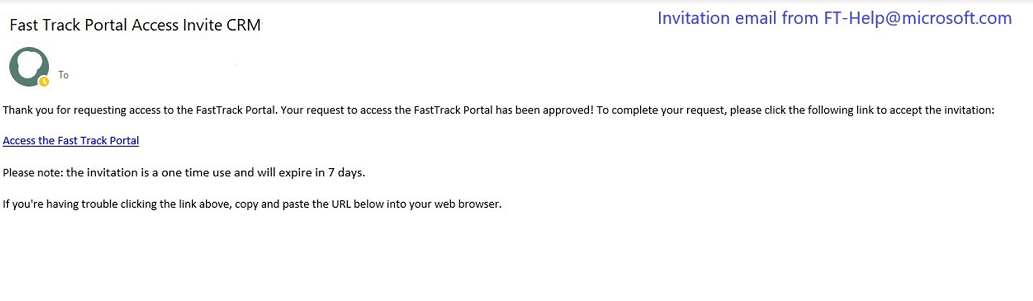 Fast Track Portal Access Invite CRM
Invitation email from FT-Help@microsoft.com
To
Thank you for requesting access to the FastTrack Portal. Your request to access the FastTrack Portal has been approved! To complete your request, please click the following link to accept the invitation:
Access the Fast Track Portal
Please note: the invitation is a one time use and will expire in 7 days.
If you're having trouble clicking the link above, copy and paste the URL below into your web browser.